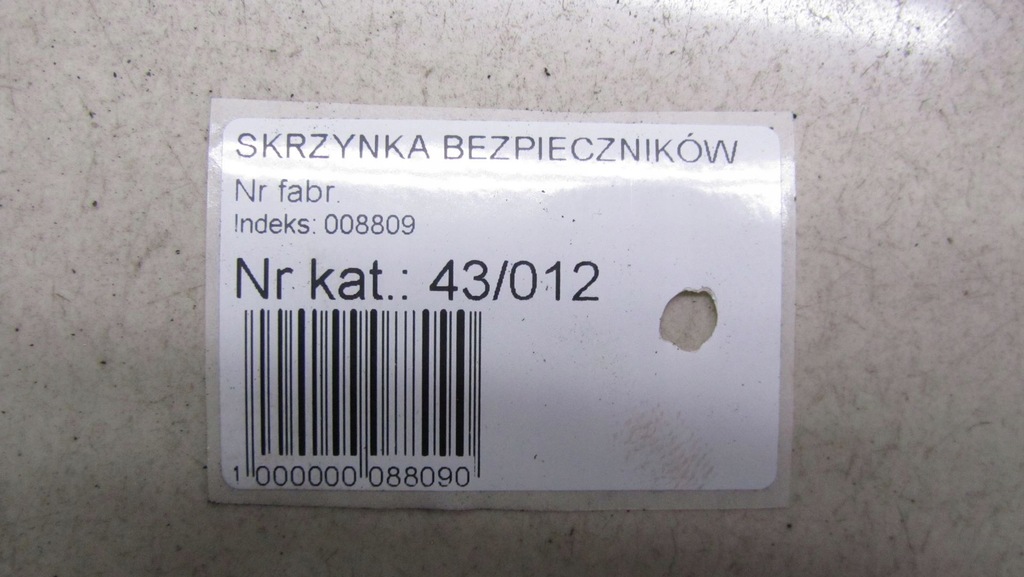 SKRZYNKA BEZPIECZNIKÓW
Nr fabr.
Indeks: 008809
Nr kat.: 43/012
1 000000 088090